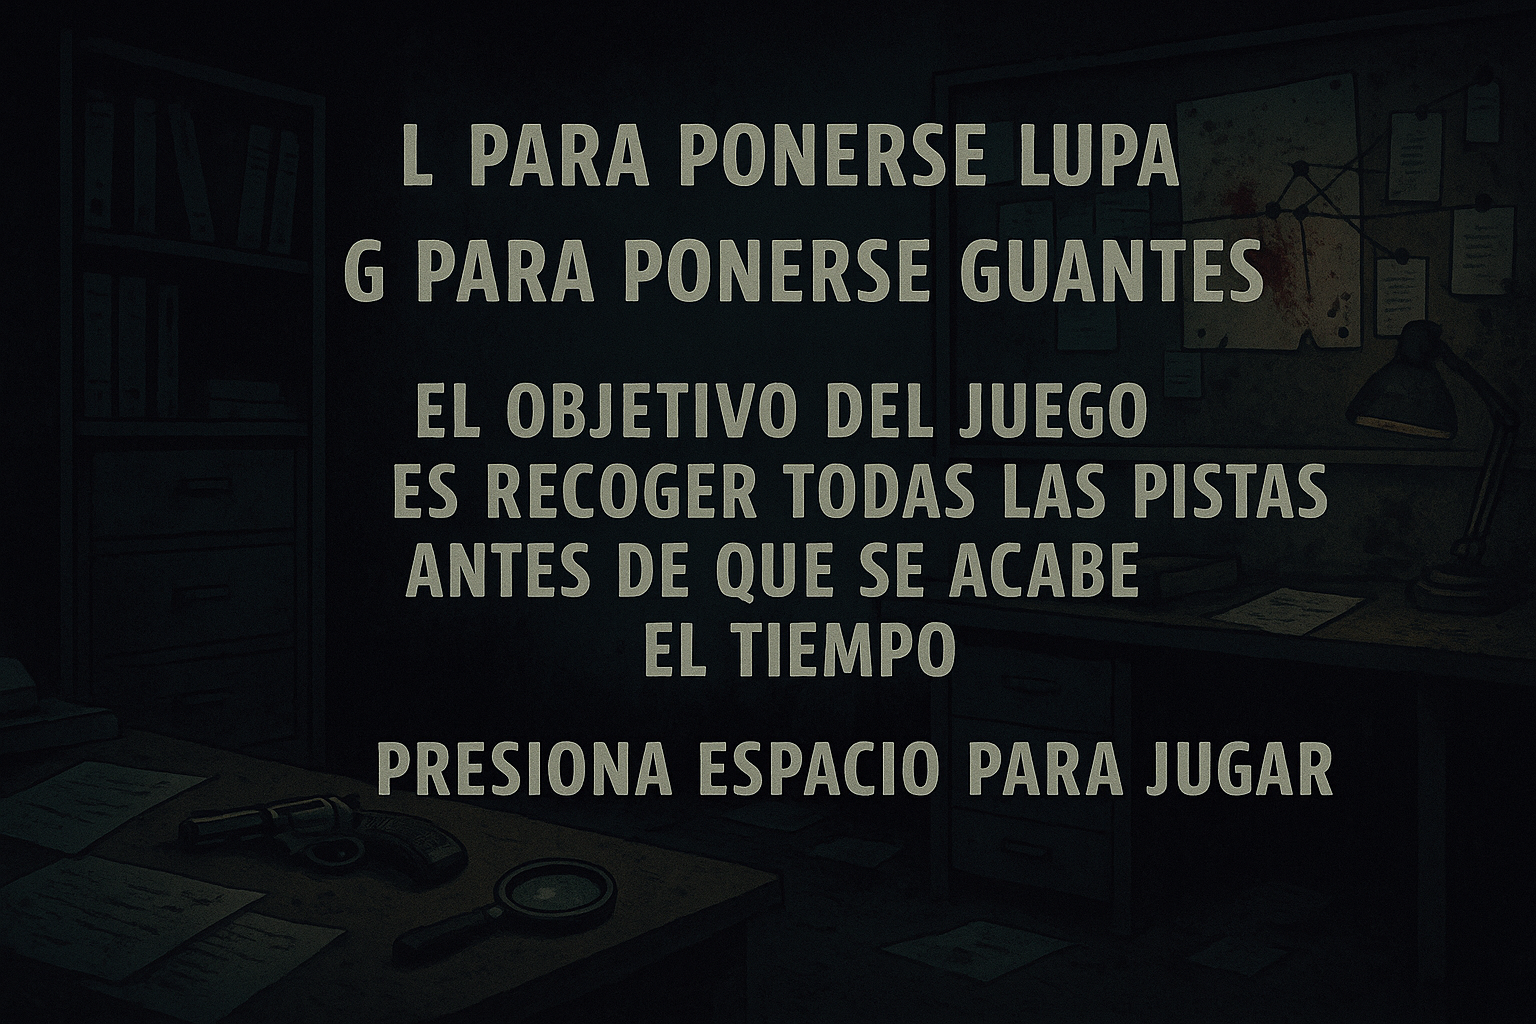 L PARA PONERSE LUPA
G PARA PONERSE GUANTES
EL OBJETIVO DEL JUEGO
ES RECOGER TODAS LAS PISTAS
ANTES DE QUE SE ACABE
EL TIEMPO
PRESIONA ESPACIO PARA JUGAR